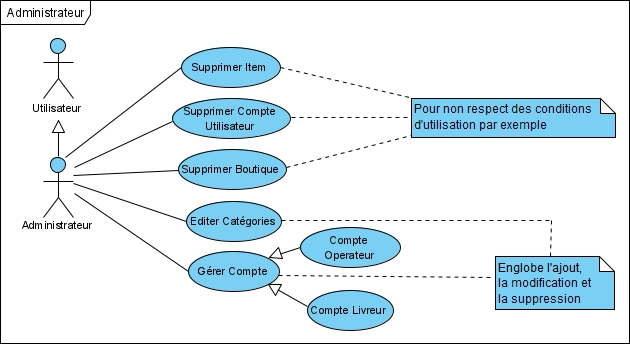 Administrateur
Utilisateur
Administrateur
Supprimer Item
Supprimer Compte
Utilisateur
Supprimer Boutique
Editer Catégories
Gérer Compte
Compte
Operateur
Compte Livreur
Pour non respect des conditions
d'utilisation par exemple
Englobe l'ajout,
la modification et
la suppression